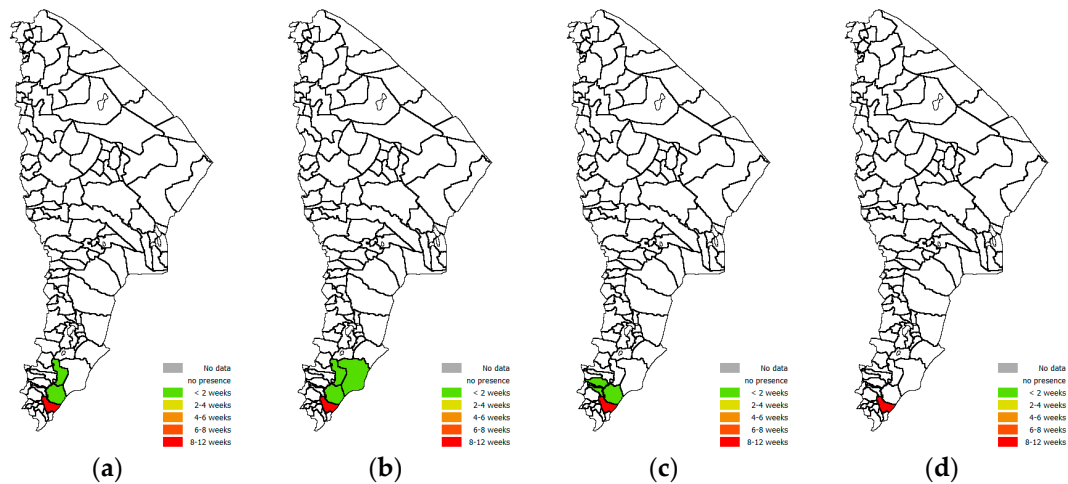 No data
no presence
< 2 weeks
2-4 weeks
4-6 weeks
6-8 weeks
8-12 weeks
(a)
No data
no presence
< 2 weeks
2-4 weeks
4-6 weeks
6-8 weeks
8-12 weeks
(b)
No data
no presence
< 2 weeks
2-4 weeks
4-6 weeks
6-8 weeks
8-12 weeks
(c)
No data
no presence
< 2 weeks
2-4 weeks
4-6 weeks
6-8 weeks
8-12 weeks
(d)